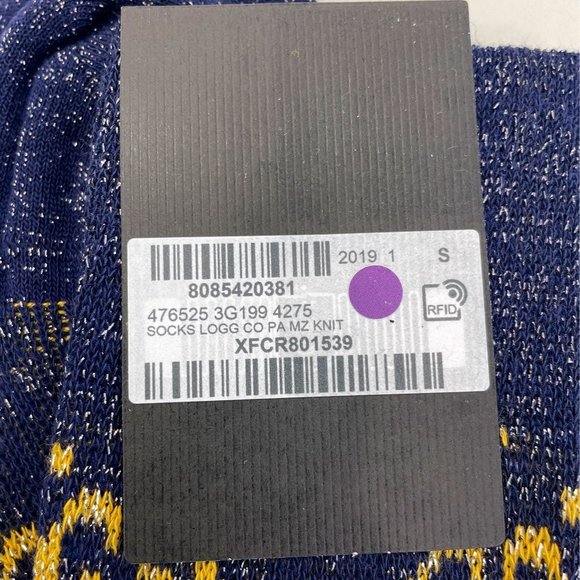 2019 1 S
8085420381
476525 3G199 4275
SOCKS LOGG CO PA MZ KNIT
RFID
XFCR801539